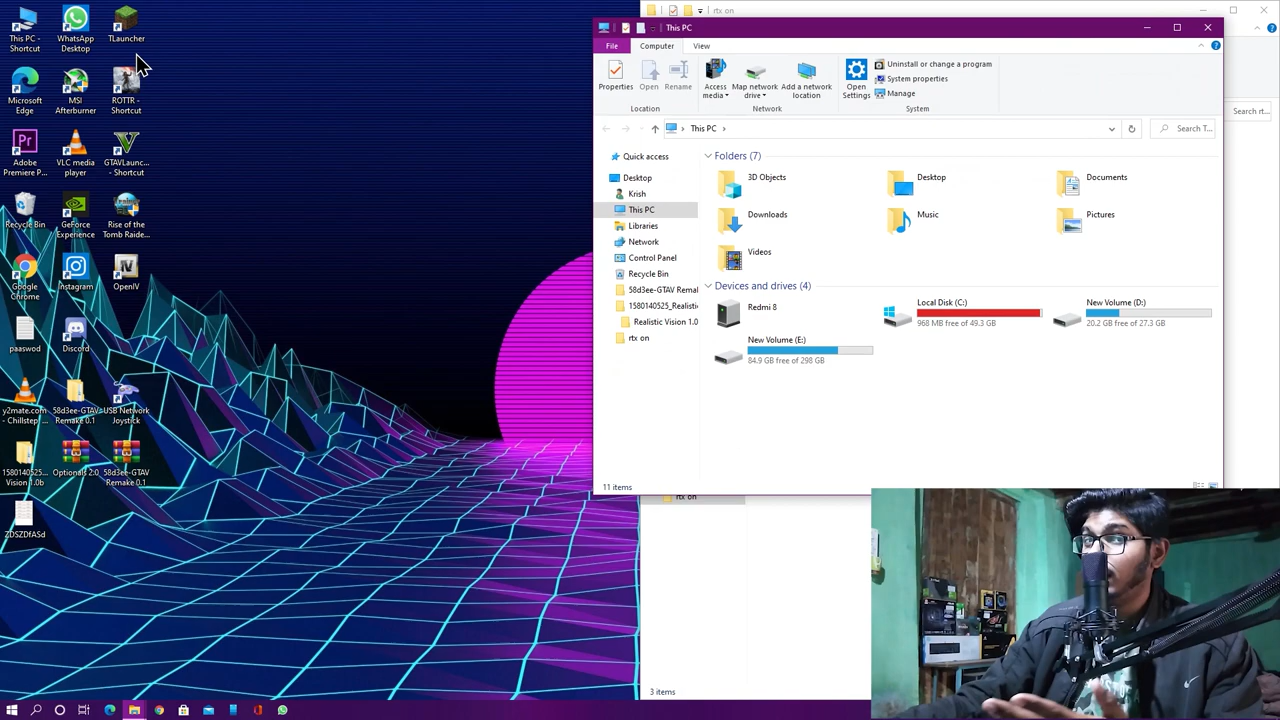 This PC -
Shortcut
WhatsApp
Desktop
TLauncher
Microsoft
Edge
MSI
Afterburner
ROTTR -
Shortcut
Adobe
Premiere P...
VLC media
player
GTAVLaunc...
- Shortcut
Recycle Bin
GeForce
Experience
Rise of the
Tomb Raide...
Google
Chrome
Instagram
OpenIV
paaswod
Discord
y2mate.com
- Chillstep ...
58d3ee-GTAV
Remake 0.1
USB Network
Joystick
1580140525...
Vision 1.0b
Optionals 2.0
58d3ee-GTAV
Remake 0.1
ZDSZDfASd
rtx on
This PC
File
Computer
View
Properties
Open
Rename
Access
media
Map network
drive
Add a network
location
Open
Settings
Uninstall or change a program
System properties
Manage
Location
Network
System
This PC
Search T...
Search rt...
Quick access
Desktop
Krish
This PC
Libraries
Network
Control Panel
Recycle Bin
58d3ee-GTAV Remal
1580140525_Realistic
Realistic Vision 1.0
rtx on
Folders (7)
3D Objects
Desktop
Documents
Downloads
Music
Pictures
Videos
Devices and drives (4)
Redmi 8
Local Disk (C:)
968 MB free of 49.3 GB
New Volume (D:)
20.2 GB free of 27.3 GB
New Volume (E:)
84.9 GB free of 298 GB
11 items
rtx on
3 items